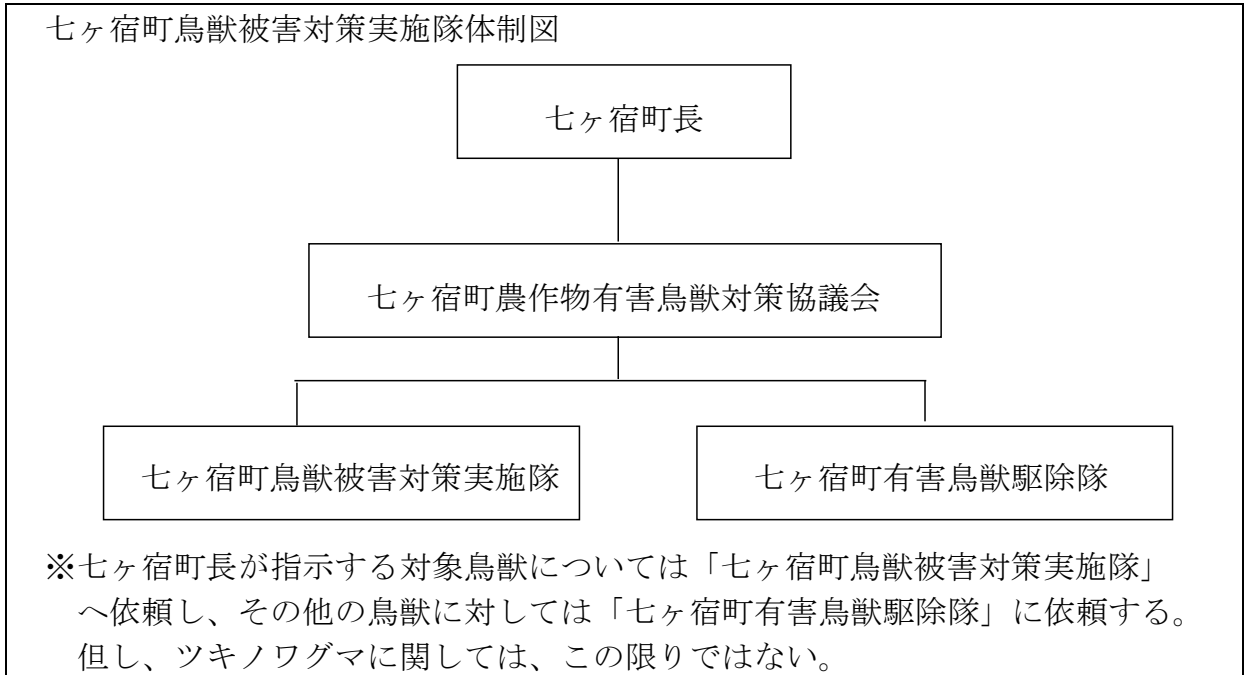 七ヶ宿町鳥獣被害対策実施隊体制図
七ヶ宿町長
七ヶ宿町農作物有害鳥獣対策協議会
七ヶ宿町鳥獣被害対策実施隊
七ヶ宿町有害鳥獣駆除隊
※七ヶ宿町長が指示する対象鳥獣については「七ヶ宿町鳥獣被害対策実施隊」
へ依頼し、その他の鳥獣に対しては「七ヶ宿町有害鳥獣駆除隊」に依頼する。
但し、ツキノワグマに関しては、この限りではない。